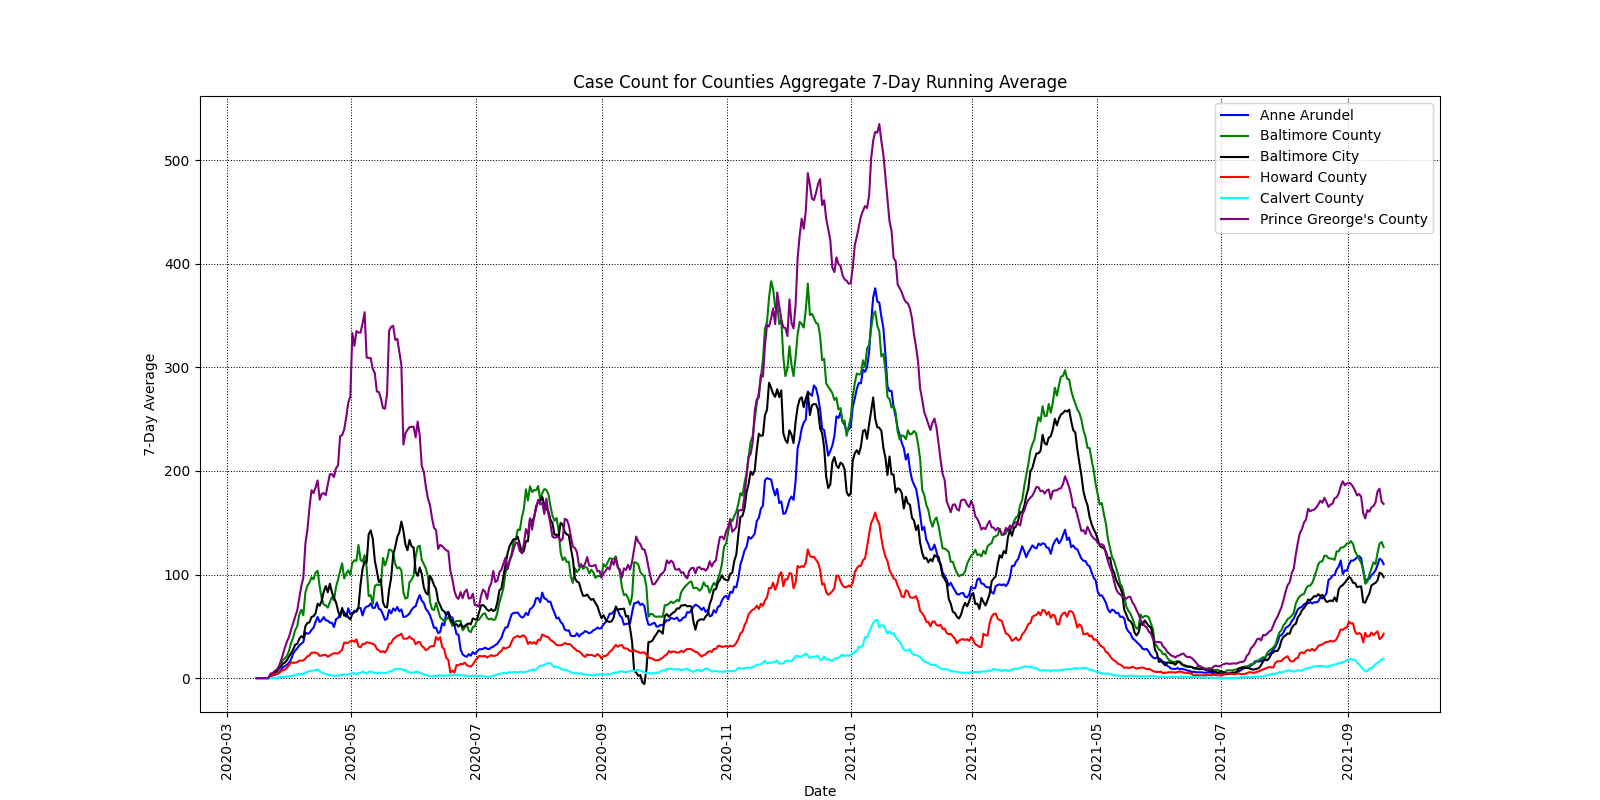 Case Count for Counties Aggregate 7-Day Running Average
Anne Arundel
Baltimore County
Baltimore City
Howard County
Calvert County
Prince Greorge's County
7-Day Average
500
400
300
200
100
0
2020-03
2020-05
2020-07
2020-09
2020-11
2021-01
2021-03
2021-05
2021-07
2021-09
Date